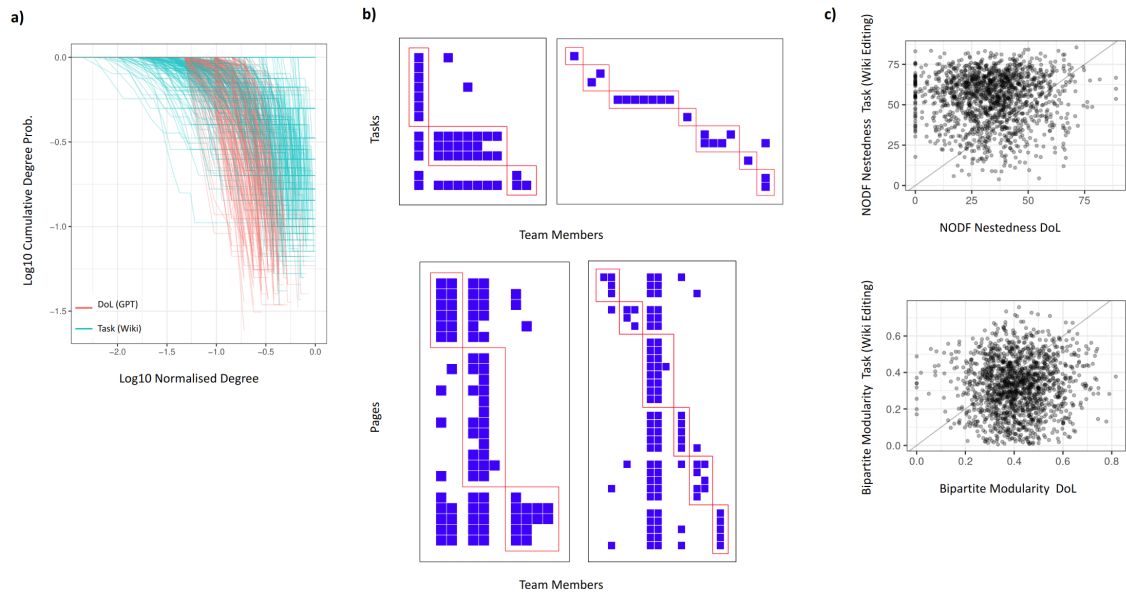 a)
Log10 Cumulative Degree Prob.
0.0
−0.5
−1.0
−1.5
DoL (GPT)
Task (Wiki)
−2.0 −1.5 −1.0 −0.5 0.0
Log10 Normalised Degree
b)
Tasks
Team Members
Pages
Team Members
c)
NODF Nestedness Task (Wiki Editing)
75
50
25
0
0 25 50 75
NODF Nestedness DoL
Bipartite Modularity Task (Wiki Editing)
0.6
0.4
0.2
0.0
0.0 0.2 0.4 0.6 0.8
Bipartite Modularity DoL